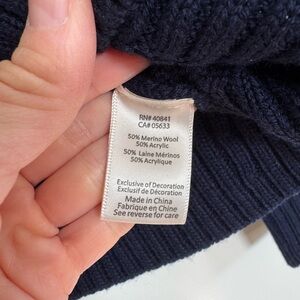 RN# 40841
CA# 05633
50% Merino Wool
50% Acrylic
50% Laine Mérinos
50% Acrylique
Exclusive of Decoration
Exclusif de Décoration
Made in China
Fabriqué en Chine
See reverse for care